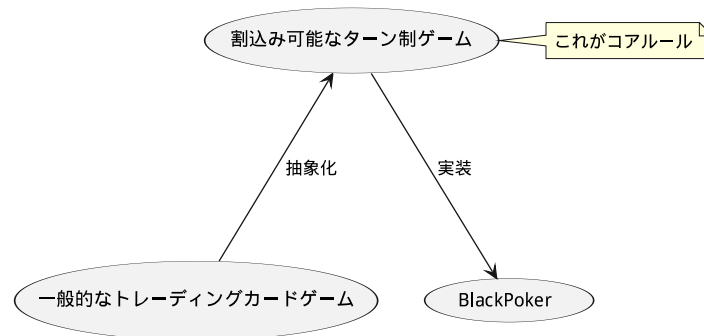 割込み可能なターン制ゲーム
これがコアルール
抽象化
実装
一般的なトレーディングカードゲーム
BlackPoker